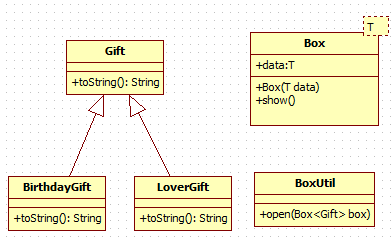 T
Gift
+toString(): String
Box
+data:T
+Box(T data)
+show()
BirthdayGift
+toString(): String
LoverGift
+toString(): String
BoxUtil
+open(Box<Gift> box)